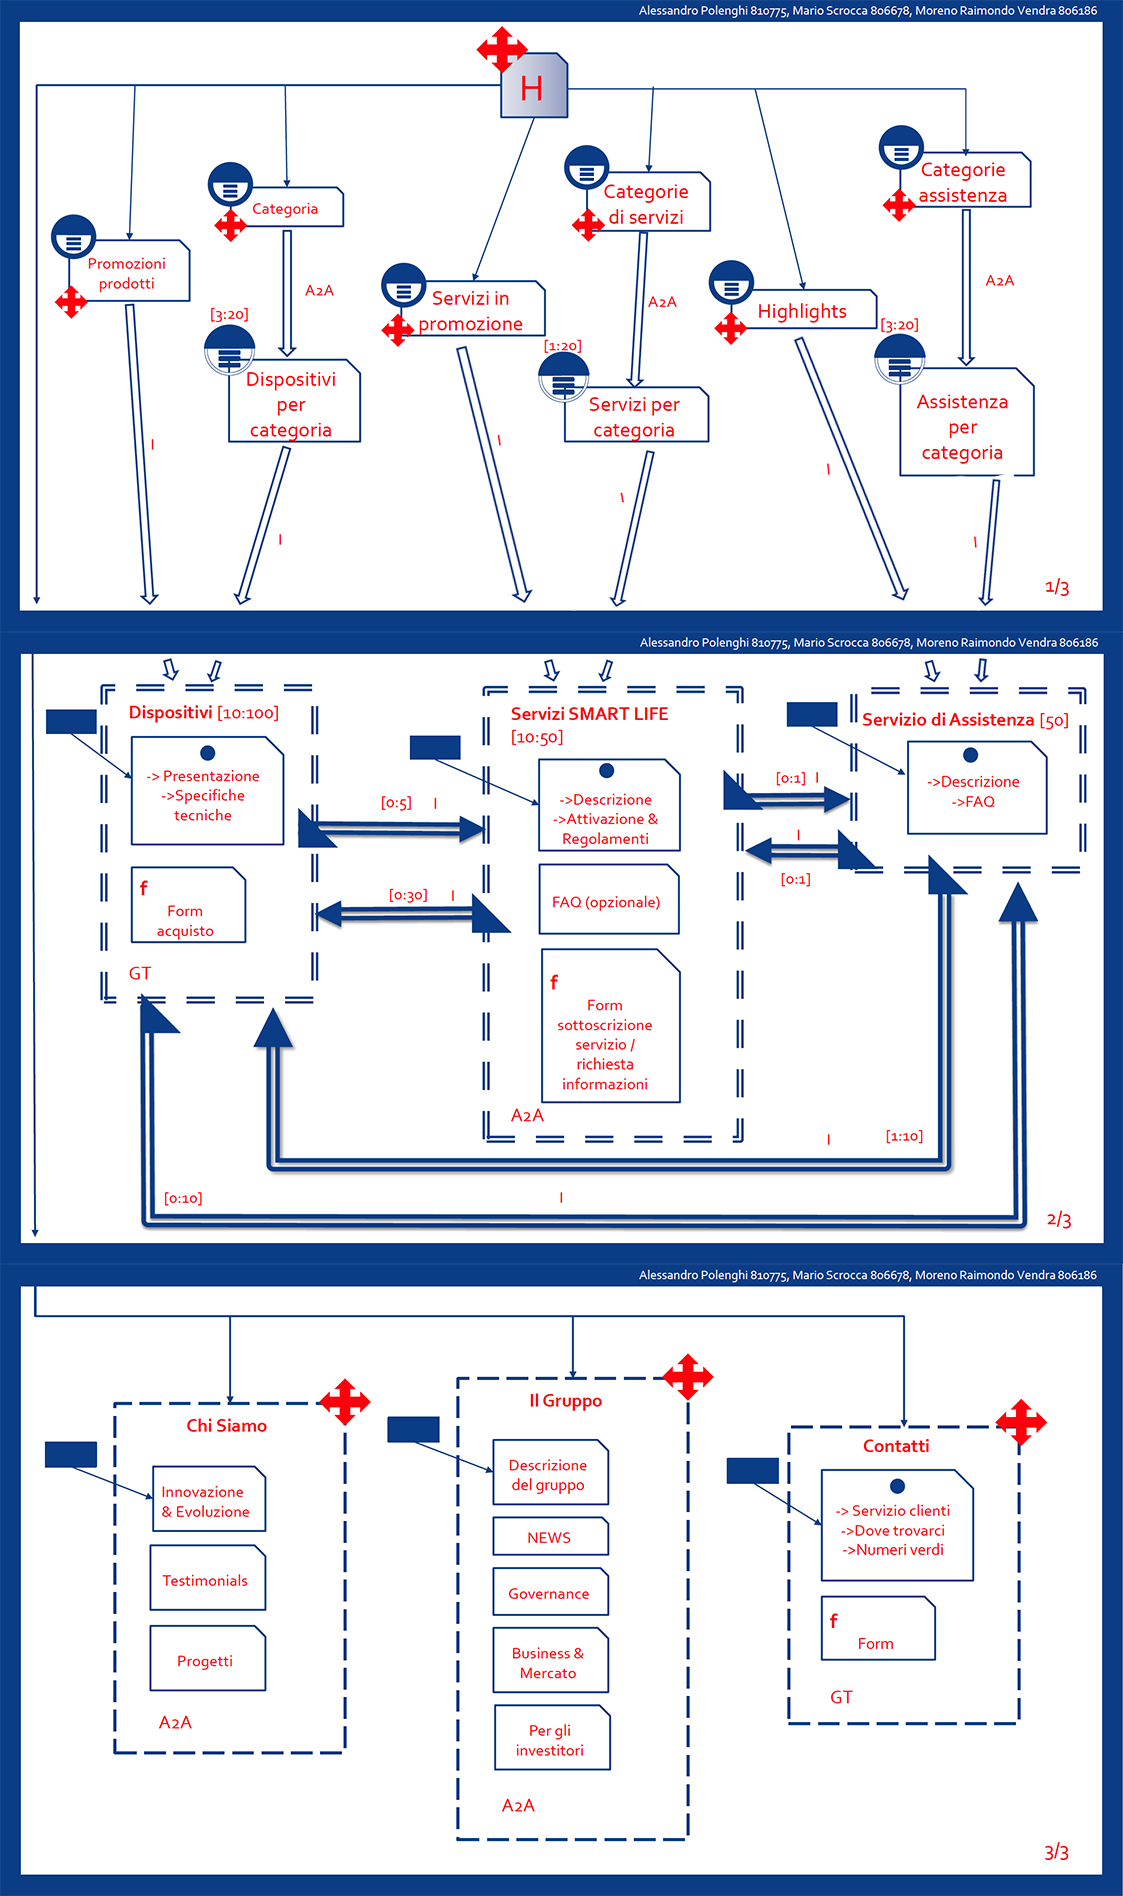 Alessandro Polenghi 810775, Mario Scrocca 806678, Moreno Raimondo Vendra 806186
H
Categorie
assistenza
Categorie
di servizi
Categoria
Promozioni
prodotti
A2A
A2A
A2A
Servizi in
promozione
Highlights
[3:20]
[1:20]
[3:20]
Dispositivi
per
categoria
Servizi per
categoria
Assistenza
per
categoria
I
I
I
I
I
I
1/3
Alessandro Polenghi 810775, Mario Scrocca 806678, Moreno Raimondo Vendra 806186
Dispositivi [10:100]
-> Presentazione
->Specifiche
tecniche
f
Form
acquisto
GT
[0:5] I
[0:30] I
Servizi SMART LIFE
[10:50]
->Descrizione
->Attivazione &
Regolamenti
FAQ (opzionale)
f
Form
sottoscrizione
servizio /
richiesta
informazioni
A2A
[0:1] I
I
[0:1]
Servizio di Assistenza [50]
->Descrizione
->FAQ
I [1:10]
[0:10] I
2/3
Alessandro Polenghi 810775, Mario Scrocca 806678, Moreno Raimondo Vendra 806186
Chi Siamo
Innovazione
& Evoluzione
Testimonials
Progetti
A2A
Il Gruppo
Descrizione
del gruppo
NEWS
Governance
Business &
Mercato
Per gli
investitori
A2A
Contatti
-> Servizio clienti
->Dove trovarci
->Numeri verdi
f
Form
GT
3/3